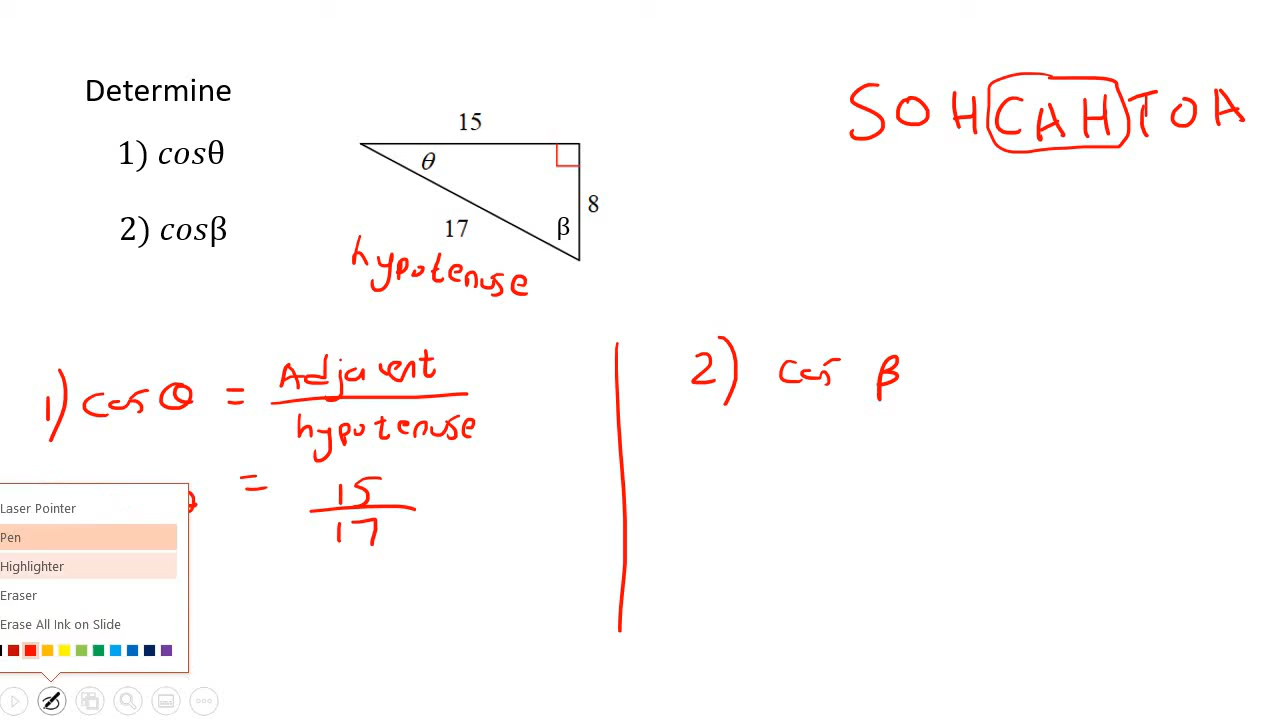 Determine
1) cosθ
2) cosβ
15
θ
8
β
17
hypotenuse
SOHCAHTOA
1) cos θ = Adjacent
hypotenuse
= 15
17
2) cos β
Laser Pointer
Pen
Highlighter
Eraser
Erase All Ink on Slide